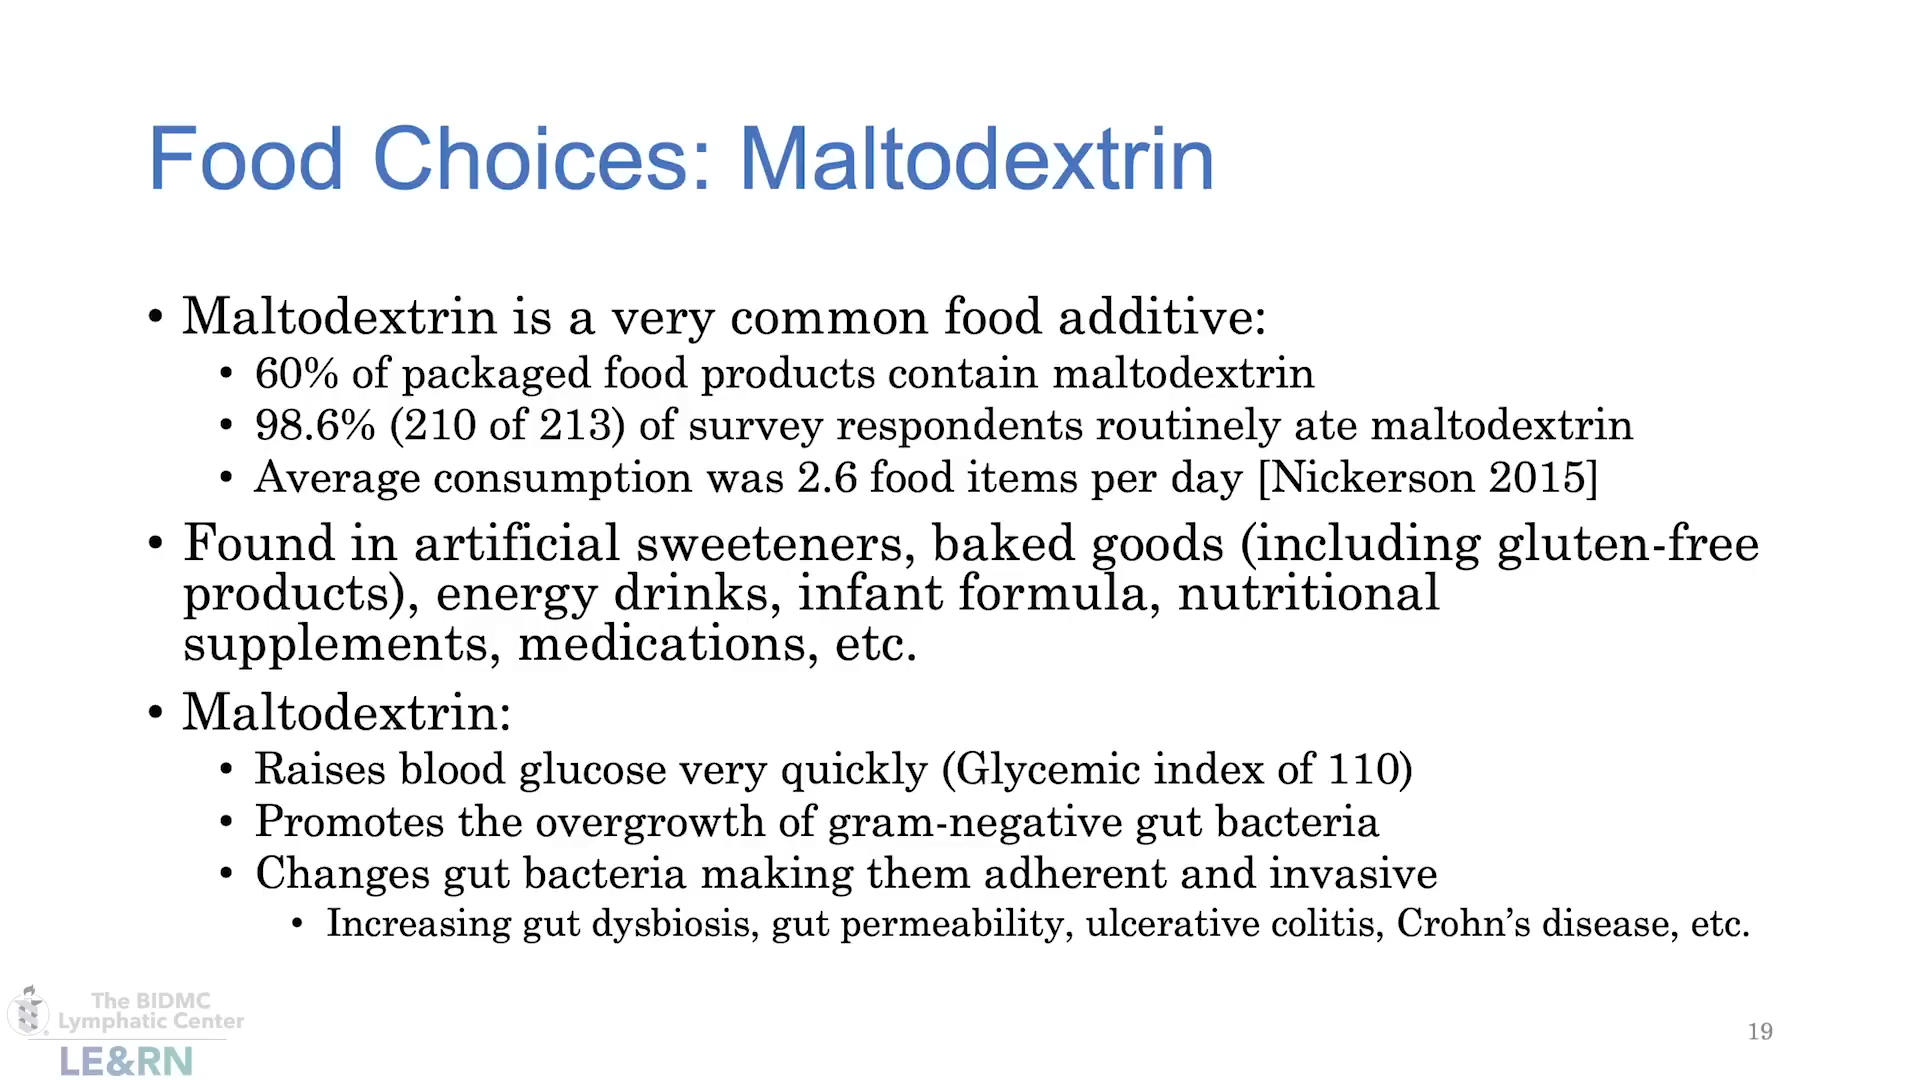 Food Choices: Maltodextrin
• Maltodextrin is a very common food additive:
• 60% of packaged food products contain maltodextrin
• 98.6% (210 of 213) of survey respondents routinely ate maltodextrin
• Average consumption was 2.6 food items per day [Nickerson 2015]
• Found in artificial sweeteners, baked goods (including gluten-free
products), energy drinks, infant formula, nutritional
supplements, medications, etc.
• Maltodextrin:
• Raises blood glucose very quickly (Glycemic index of 110)
• Promotes the overgrowth of gram-negative gut bacteria
• Changes gut bacteria making them adherent and invasive
• Increasing gut dysbiosis, gut permeability, ulcerative colitis, Crohn’s disease, etc.
The BIDMC
Lymphatic Center
LE&RN
19